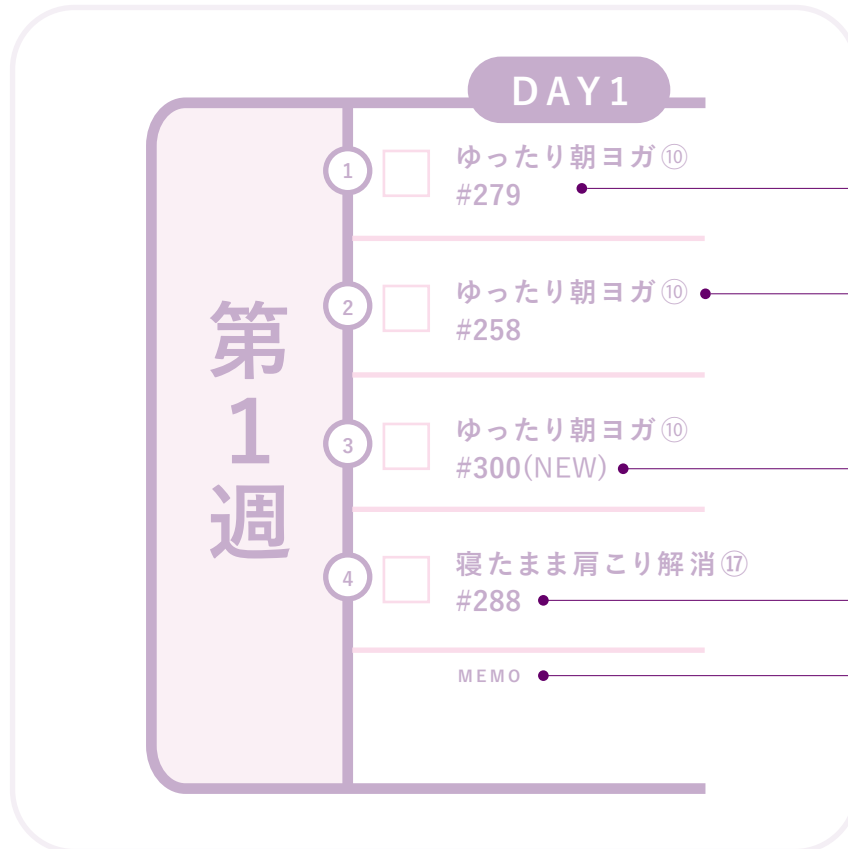 DAY1
第1週
1
ゆったり朝ヨガ⑩
#279
2
ゆったり朝ヨガ⑩
#258
3
ゆったり朝ヨガ⑩
#300(NEW)
4
寝たまま肩こり解消⑰
#288
MEMO